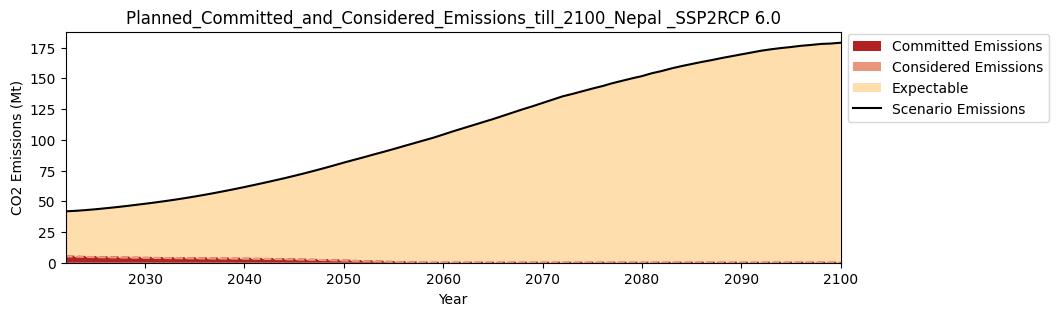 Planned_Committed_and_Considered_Emissions_till_2100_Nepal _SSP2RCP 6.0
CO2 Emissions (Mt)
175
150
125
100
75
50
25
0
2030 2040 2050 2060 2070 2080 2090 2100
Year
Committed Emissions
Considered Emissions
Expectable
Scenario Emissions